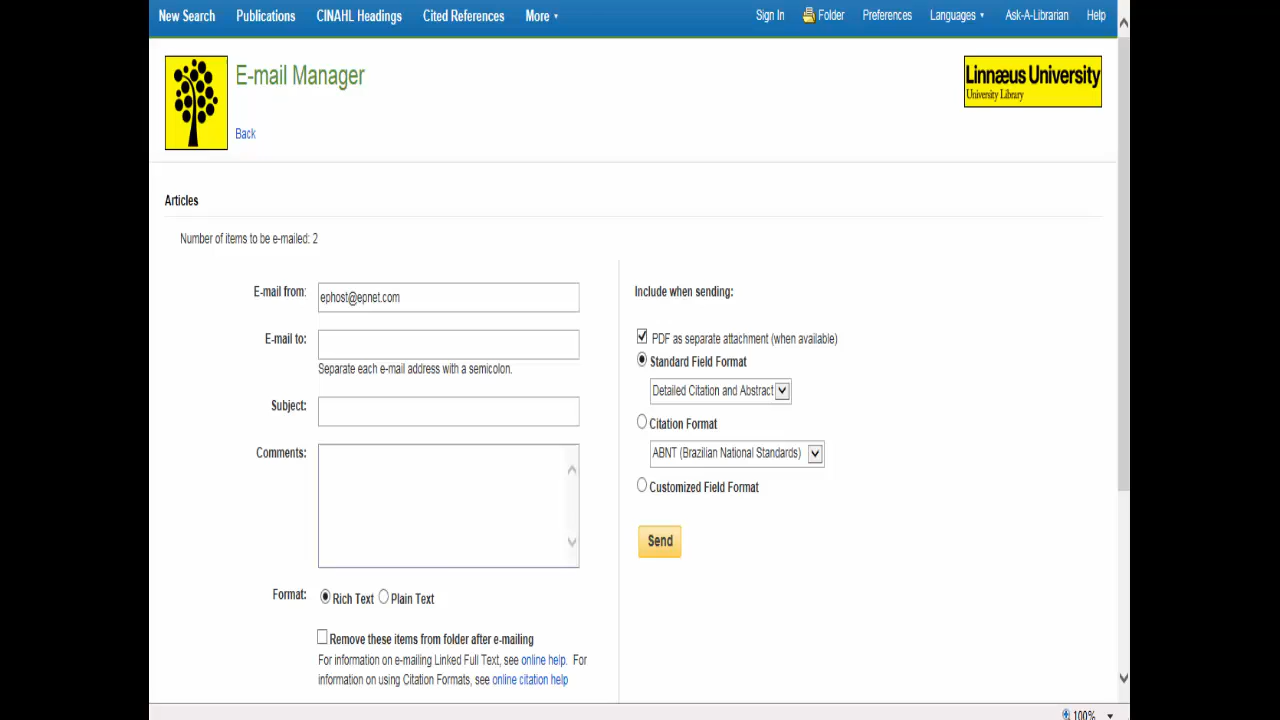 New Search Publications CINAHL Headings Cited References More Sign In Folder Preferences Languages Ask-A-Librarian Help
E-mail Manager
Linnæus University
University Library
Back
Articles
Number of items to be e-mailed: 2
E-mail from: ephost@epnet.com
E-mail to:
Separate each e-mail address with a semicolon.
Subject:
Comments:
Format: Rich Text Plain Text
Remove these items from folder after e-mailing
For information on e-mailing Linked Full Text, see online help. For
information on using Citation Formats, see online citation help
Include when sending:
PDF as separate attachment (when available)
Standard Field Format
Detailed Citation and Abstract
Citation Format
ABNT (Brazilian National Standards)
Customized Field Format
Send
100%